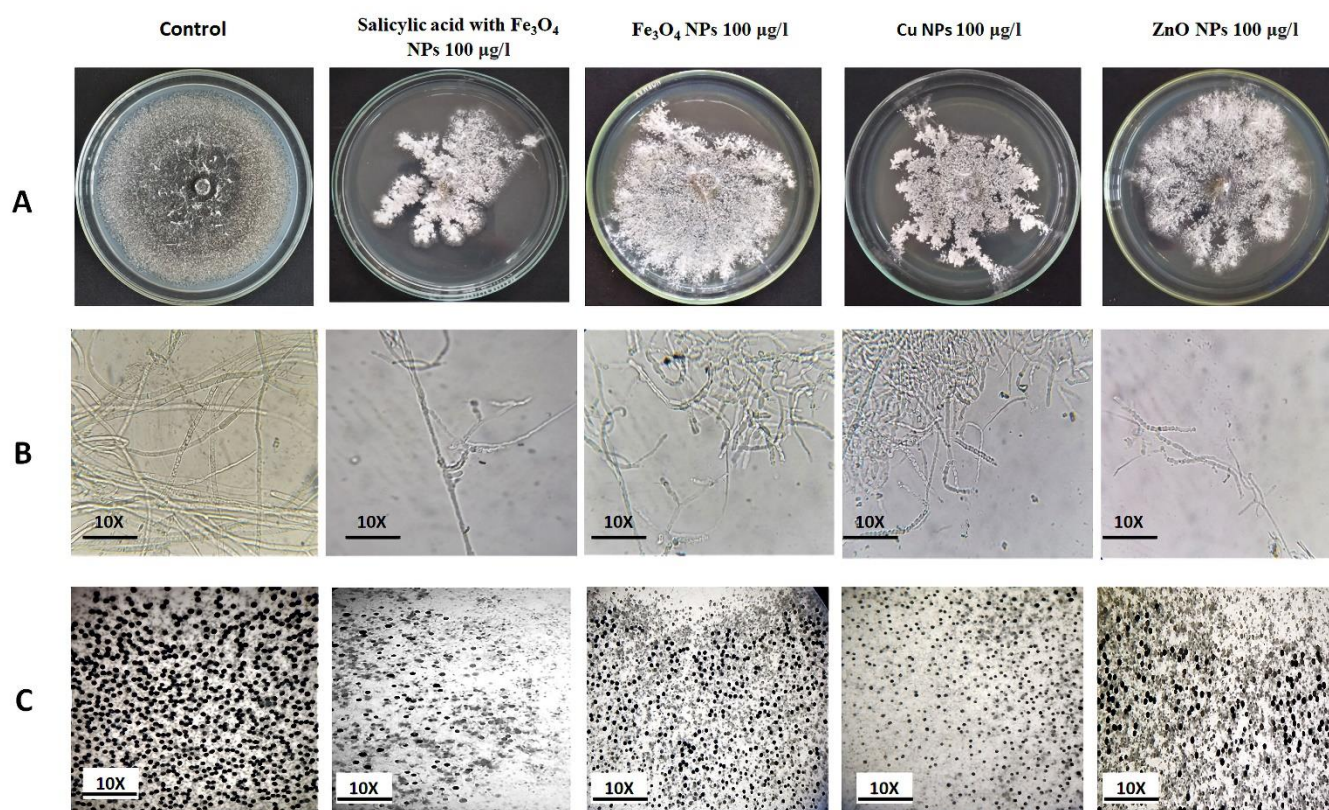 Control
Salicylic acid with Fe₃O₄
NPs 100 μg/l
Fe₃O₄ NPs 100 μg/l
Cu NPs 100 μg/l
ZnO NPs 100 μg/l
A
B
10X
10X
10X
10X
10X
C
10X
10X
10X
10X
10X